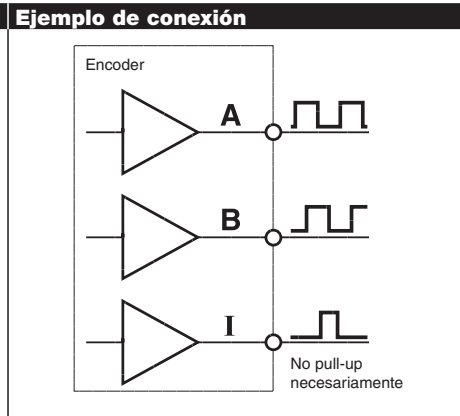 Ejemplo de conexión
Encoder
A
B
I
No pull-up
necesariamente